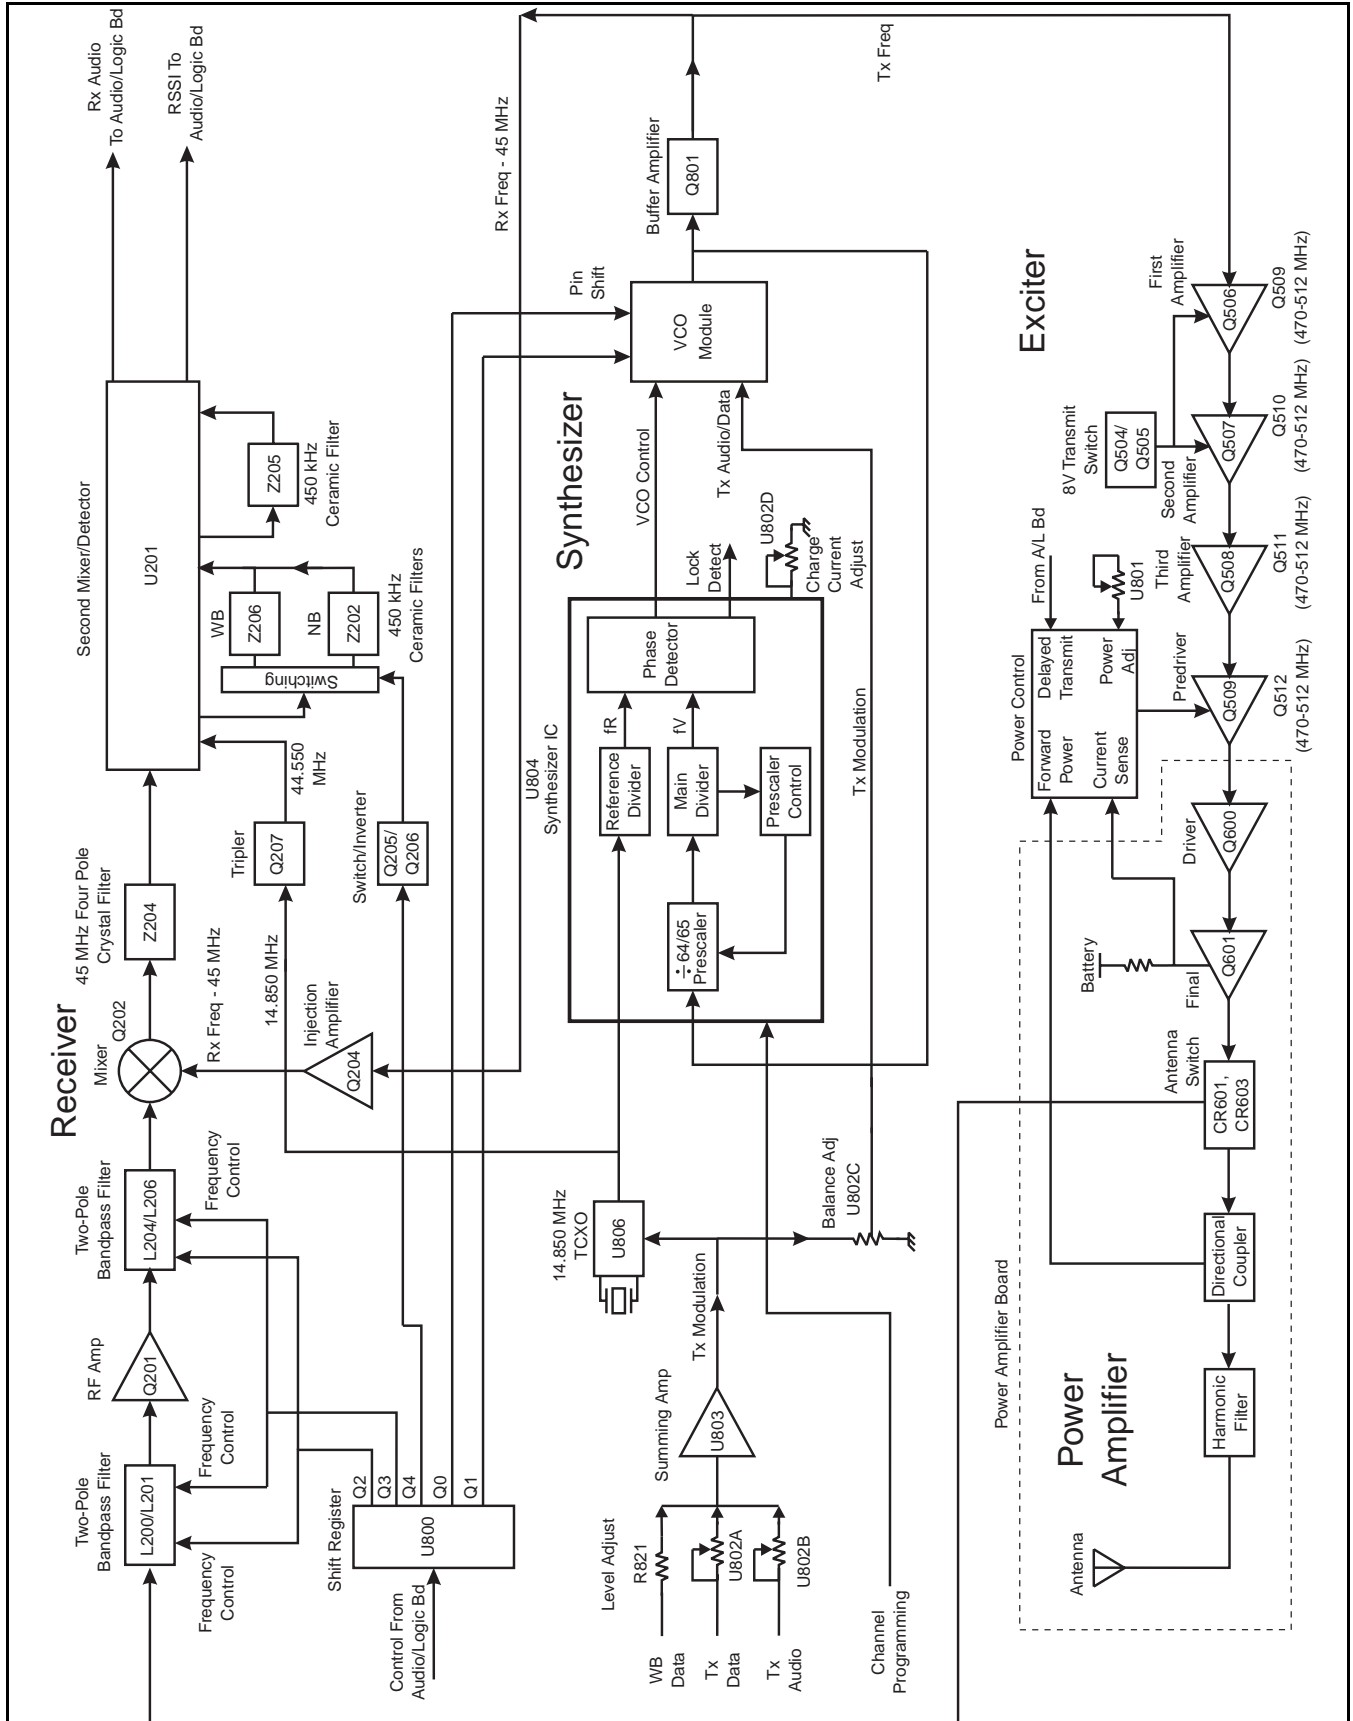 Receiver
Two-Pole
Bandpass Filter
L200/L201
Frequency
Control
Frequency
Control
RF Amp
Q201
Two-Pole
Bandpass Filter
L204/L206
Frequency
Control
Mixer
Q202
Rx Freq - 45 MHz
Injection
Amplifier
Q204
45 MHz Four Pole
Crystal Filter
Z204
14.850 MHz
Tripler
Q207
44.550
MHz
Switch/Inverter
Q205/
Q206
Second Mixer/Detector
U201
Switching
WB
Z206
NB
Z202
450 kHz
Ceramic Filters
Z205
450 kHz
Ceramic Filter
Rx Audio
To Audio/Logic Bd
RSSI To
Audio/Logic Bd
Shift Register
U800
Q2
Q3
Q4
Q0
Q1
Control From
Audio/Logic Bd
Rx Freq - 45 MHz
Synthesizer
Level Adjust
R821
WB
Data
U802A
Tx
Data
U802B
Tx
Audio
Summing Amp
U803
Tx Modulation
14.850 MHz
TCXO
U806
Balance Adj
U802C
Channel
Programming
U804
Synthesizer IC
Reference
Divider
fR
Main
Divider
fV
÷64/65
Prescaler
Prescaler
Control
Phase
Detector
Lock
Detect
U802D
Charge
Current
Adjust
VCO Control
Tx Audio/Data
Tx Modulation
Pin
Shift
VCO
Module
Buffer Amplifier
Q801
Tx Freq
Exciter
First
Amplifier
Q506
Q509
(470-512 MHz)
8V Transmit
Switch
Q504/
Q505
Second
Amplifier
Q507
Q510
(470-512 MHz)
Third
Amplifier
Q508
Q511
(470-512 MHz)
From A/L Bd
U801
Power Control
Delayed
Transmit
Power
Adj
Forward
Power
Current
Sense
Predriver
Q509
Q512
(470-512 MHz)
Driver
Q600
Battery
Final
Q601
Antenna
Switch
CR601,
CR603
Directional
Coupler
Harmonic
Filter
Antenna
Power Amplifier Board
Power
Amplifier